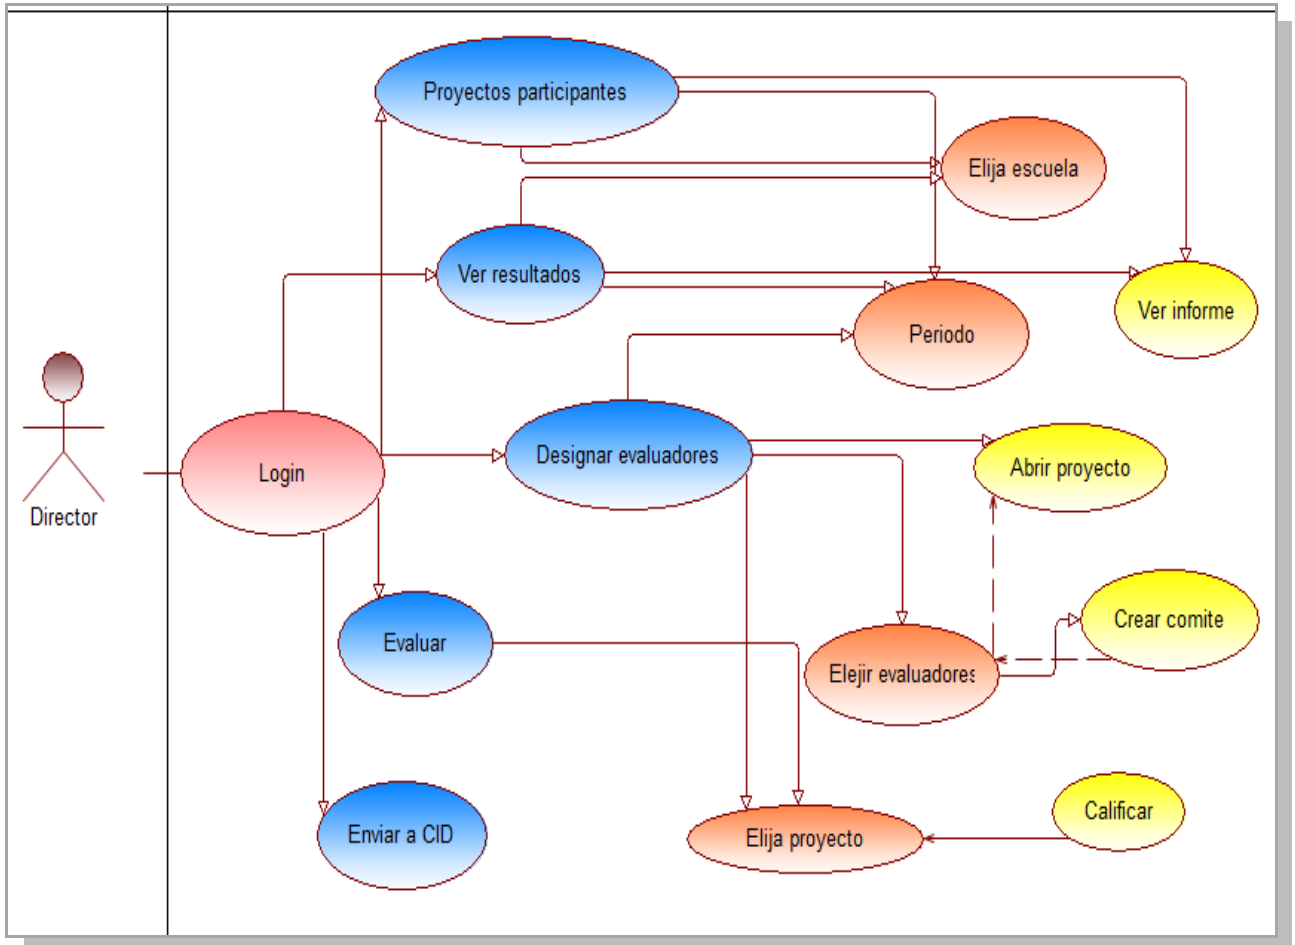 Proyectos participantes
Elija escuela
Ver resultados
Ver informe
Periodo
Designar evaluadores
Abrir proyecto
Login
Director
Crear comite
Evaluar
Elejir evaluadores
Calificar
Enviar a CID
Elija proyecto